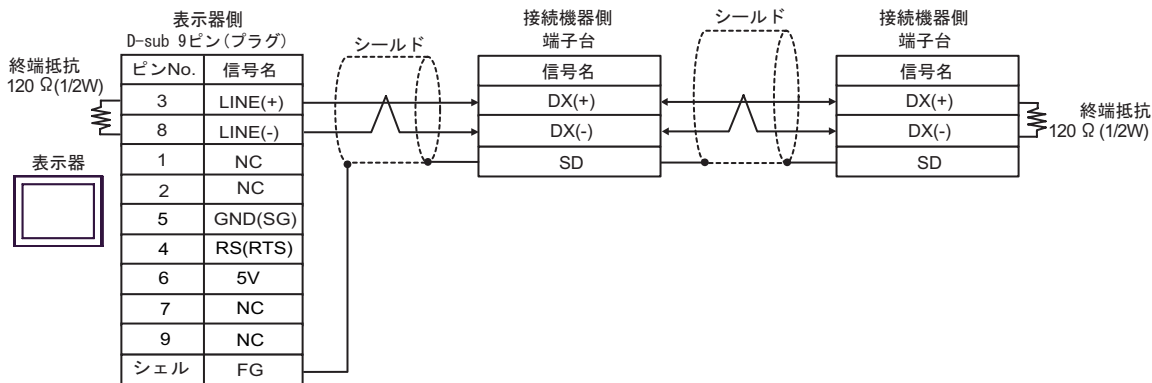 表示器側
D-sub 9ピン(プラグ)
終端抵抗
120 Ω(1/2W)
表示器
ピンNo. 信号名
3 LINE(+)
8 LINE(-)
1 NC
2 NC
5 GND(SG)
4 RS(RTS)
6 5V
7 NC
9 NC
シェル FG
シールド
接続機器側
端子台
信号名
DX(+)
DX(-)
SD
シールド
接続機器側
端子台
信号名
DX(+)
DX(-)
SD
終端抵抗
120 Ω (1/2W)